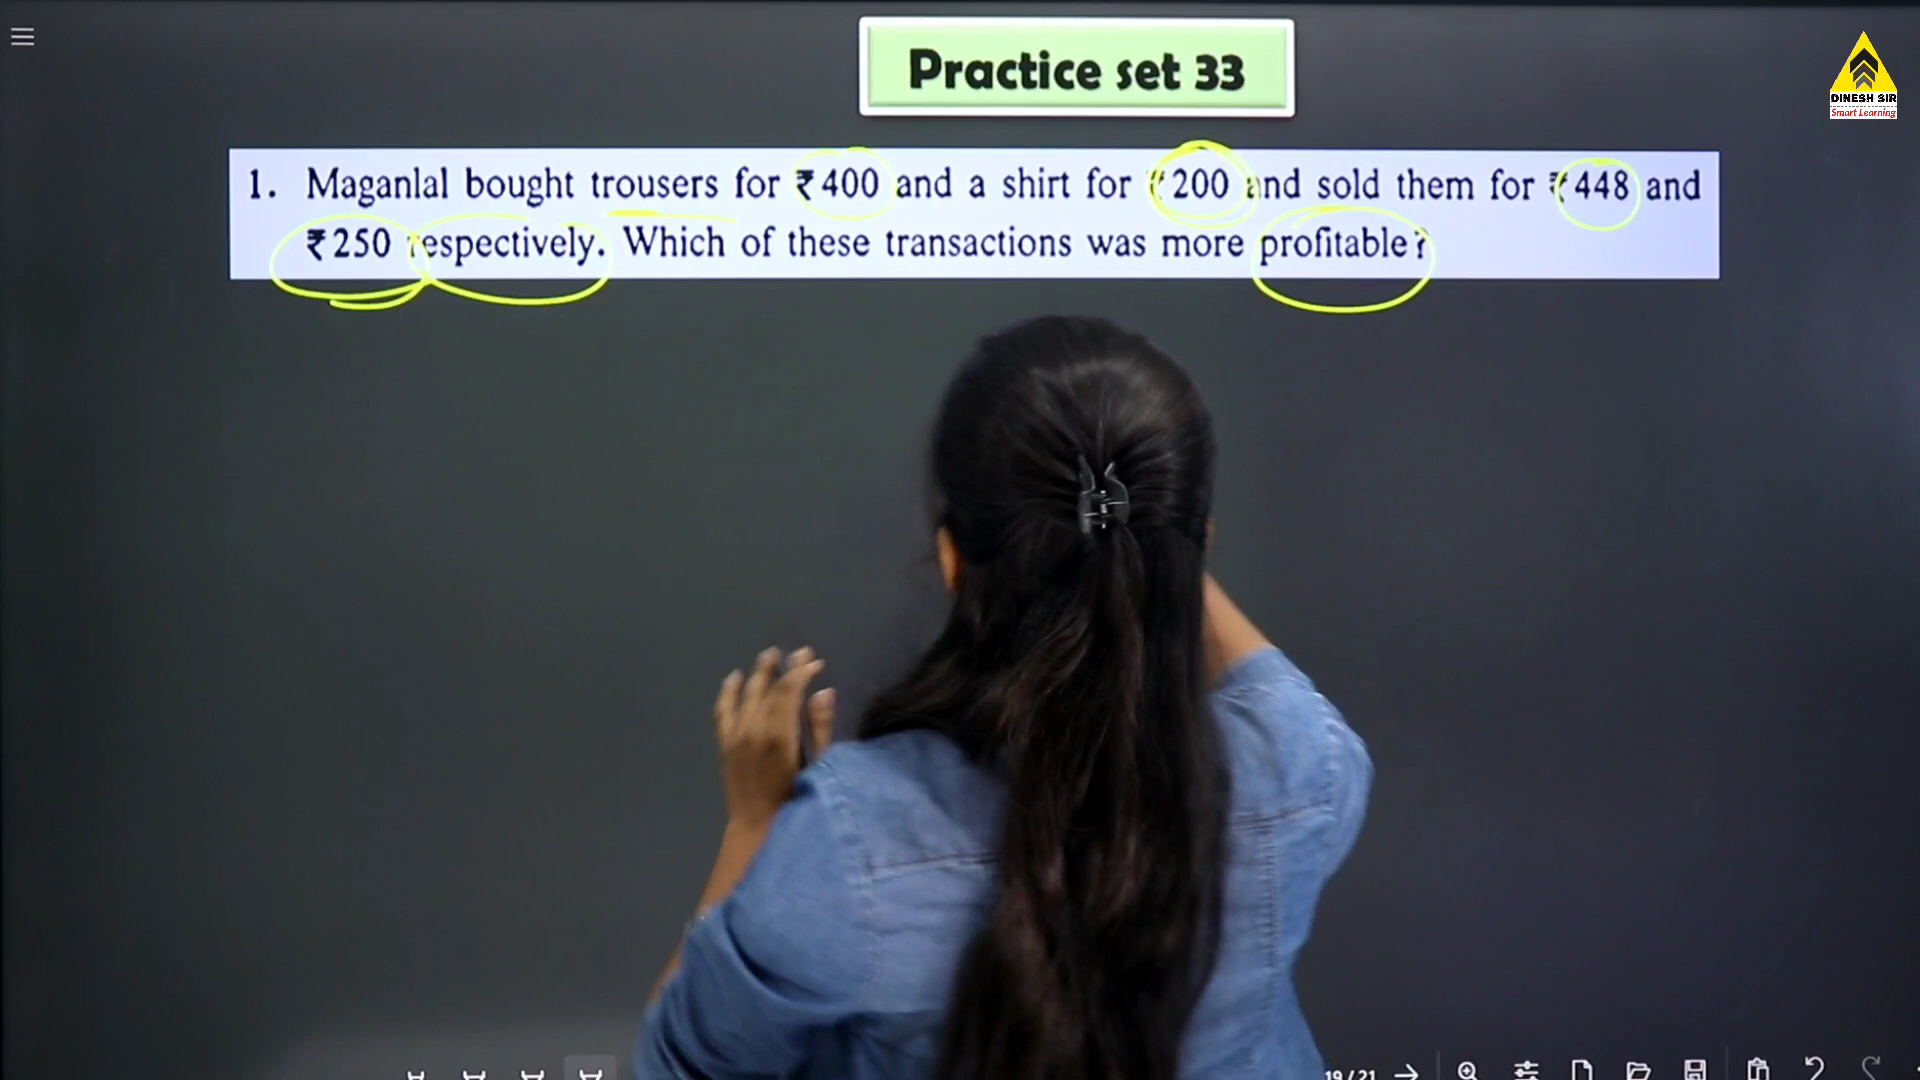 Practice set 33
DINESH SIR
Smart Learning
1. Maganlal bought trousers for ₹400 and a shirt for ₹200 and sold them for ₹448 and
₹250 respectively. Which of these transactions was more profitable?
19/21